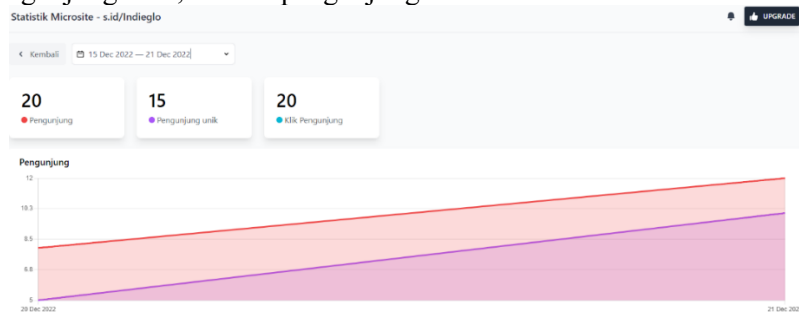 Statistik Microsite - s.id/Indieglo
UPGRADE
Kembali
15 Dec 2022 — 21 Dec 2022
20
Pengunjung
15
Pengunjung unik
20
Klik Pengunjung
Pengunjung
12
10.3
8.5
6.8
5
20 Dec 2022
21 Dec 202